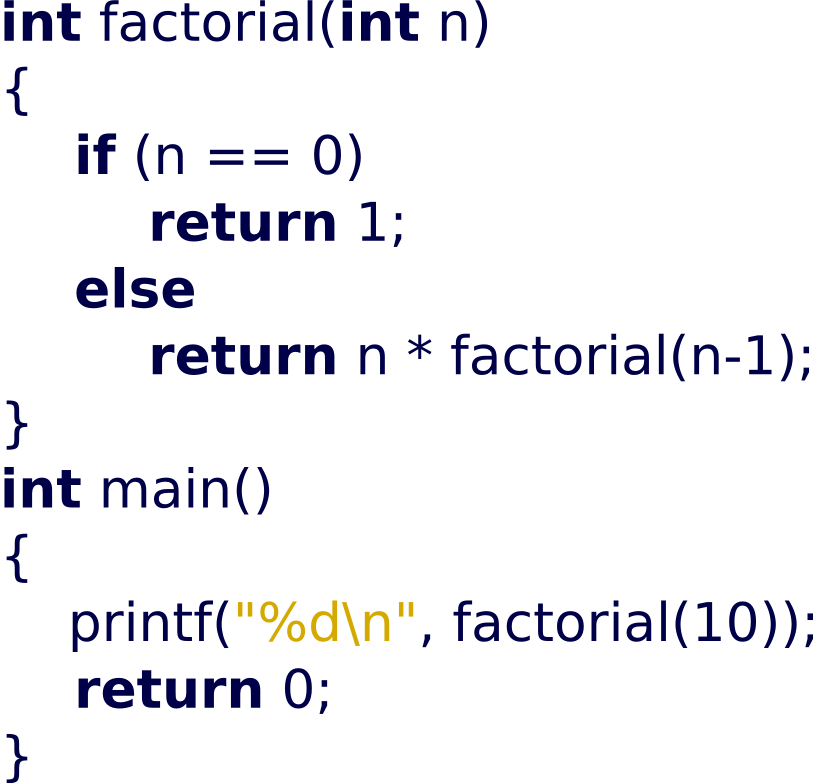 int factorial(int n)
{
    if (n == 0)
        return 1;
    else
        return n * factorial(n-1);
}
int main()
{
    printf("%d\n", factorial(10));
    return 0;
}